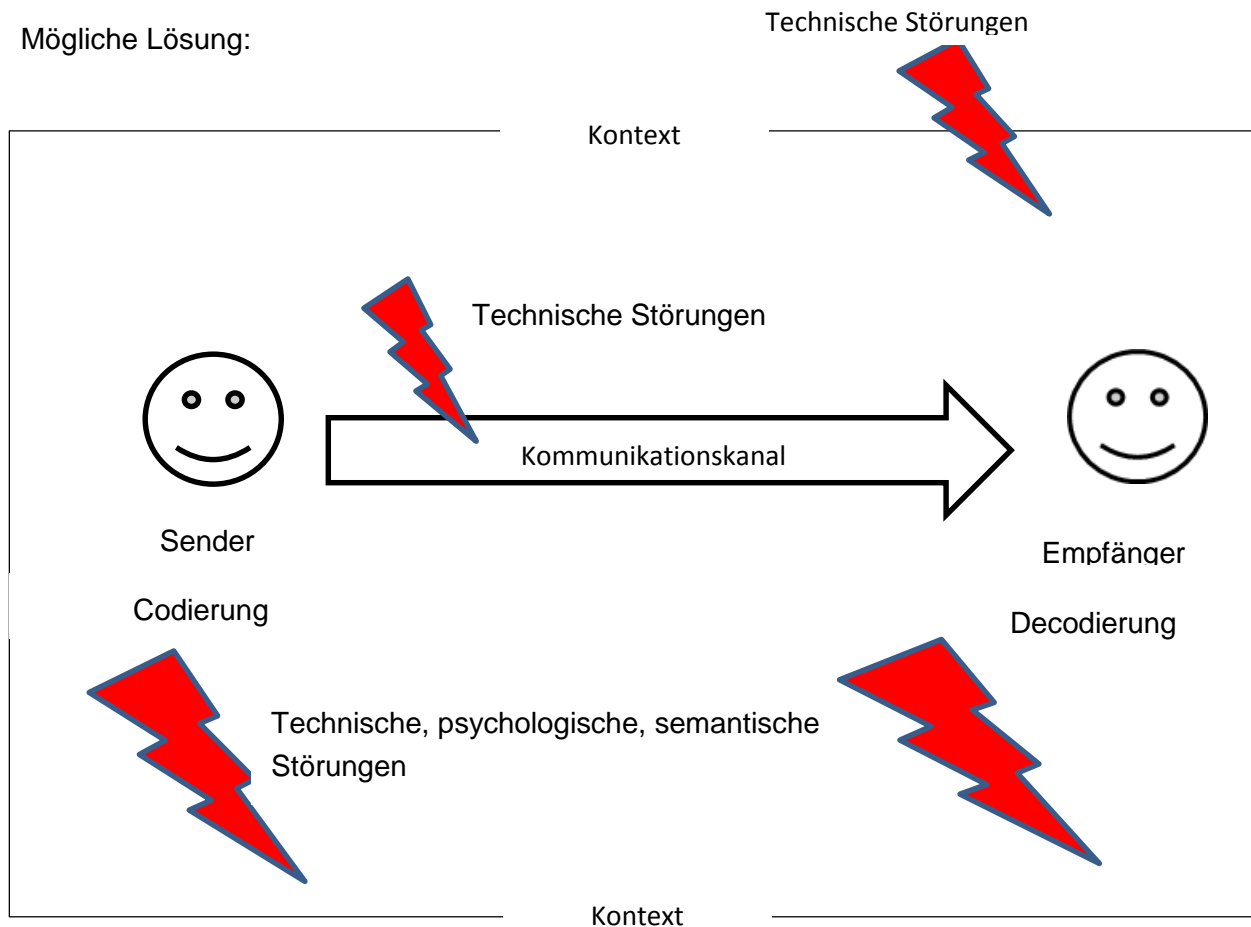 Mögliche Lösung:
Technische Störungen
Kontext
Technische Störungen
Kommunikationskanal
Sender
Empfänger
Codierung
Decodierung
Technische, psychologische, semantische
Störungen
Kontext